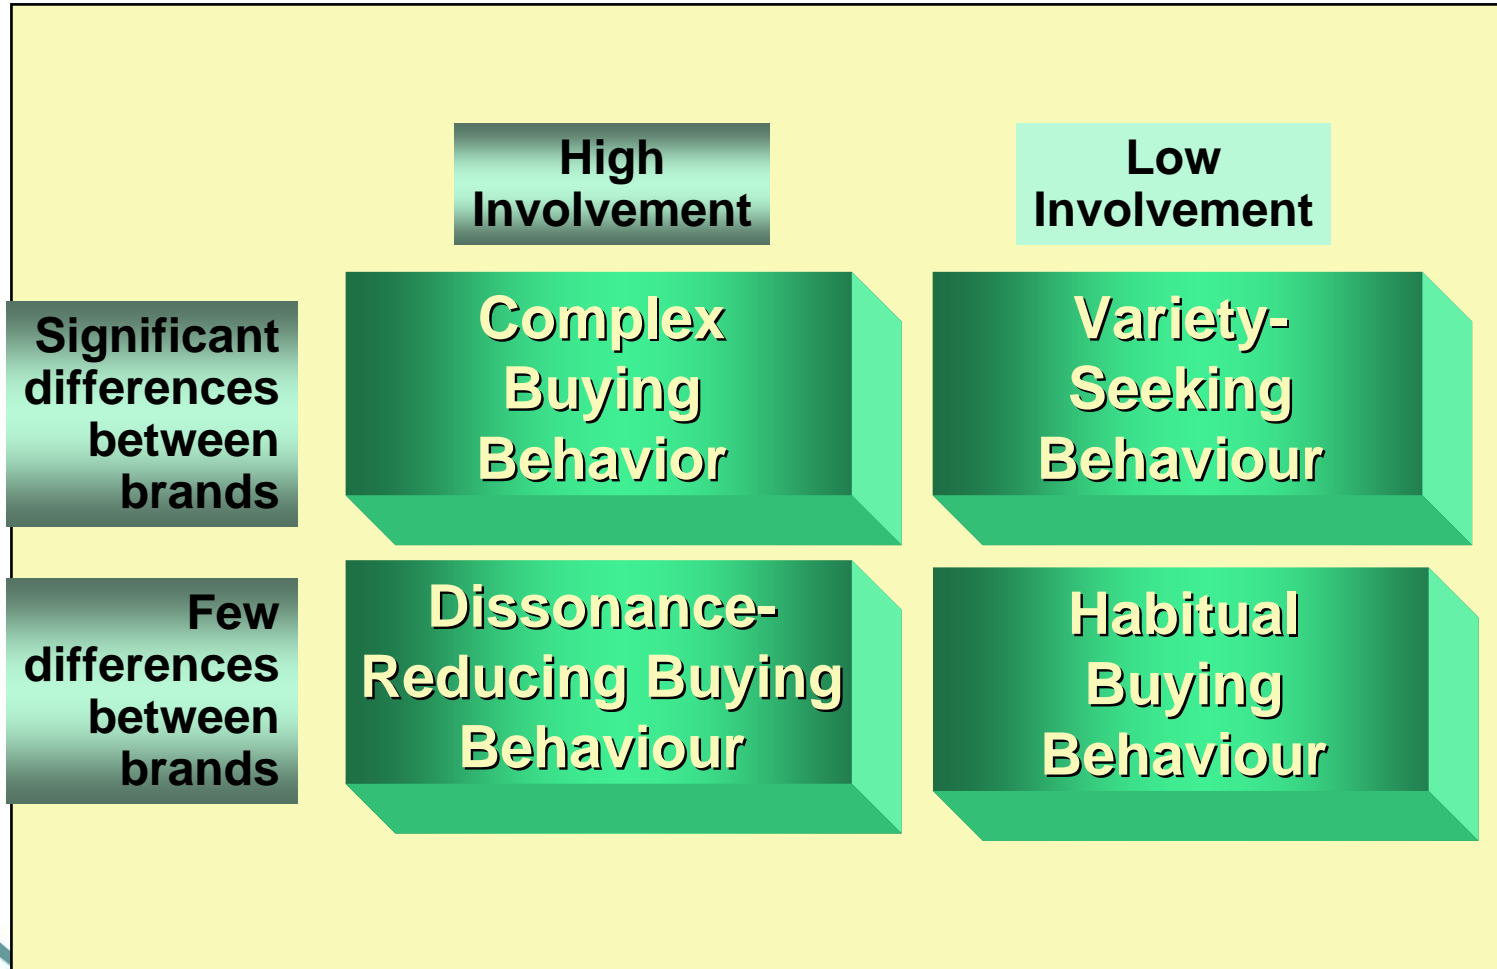 High
Involvement
Low
Involvement
Significant
differences
between
brands
Complex
Buying
Behavior
Variety-
Seeking
Behaviour
Few
differences
between
brands
Dissonance-
Reducing Buying
Behaviour
Habitual
Buying
Behaviour